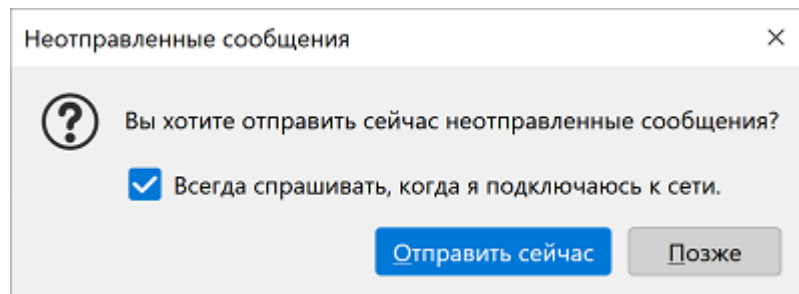 Неотправленные сообщения
Вы хотите отправить сейчас неотправленные сообщения?
Всегда спрашивать, когда я подключаюсь к сети.
Отправить сейчас
Позже